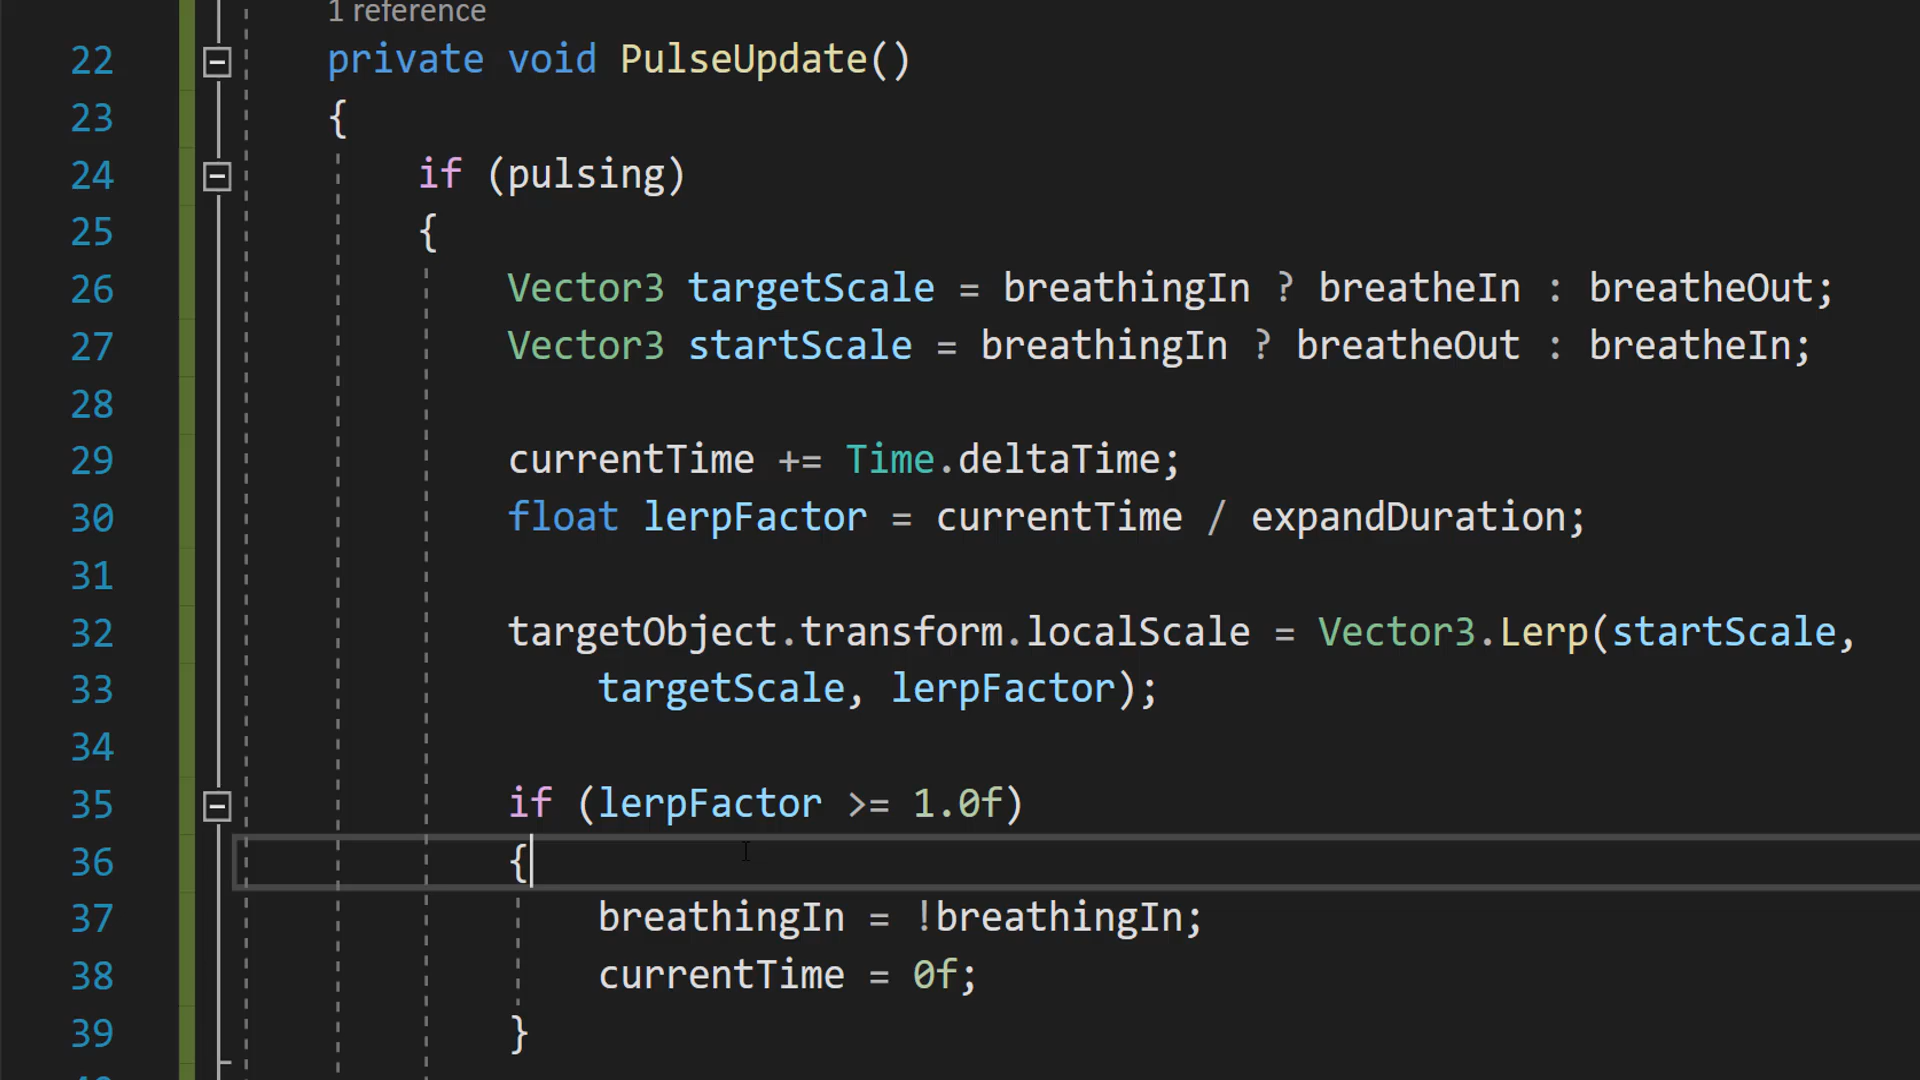 1 reference
22 private void PulseUpdate()
23 {
24 if (pulsing)
25 {
26 Vector3 targetScale = breathingIn ? breatheIn : breatheOut;
27 Vector3 startScale = breathingIn ? breatheOut : breatheIn;
28
29 currentTime += Time.deltaTime;
30 float lerpFactor = currentTime / expandDuration;
31
32 targetObject.transform.localScale = Vector3.Lerp(startScale,
33 targetScale, lerpFactor);
34
35 if (lerpFactor >= 1.0f)
36 {
37 breathingIn = !breathingIn;
38 currentTime = 0f;
39 }